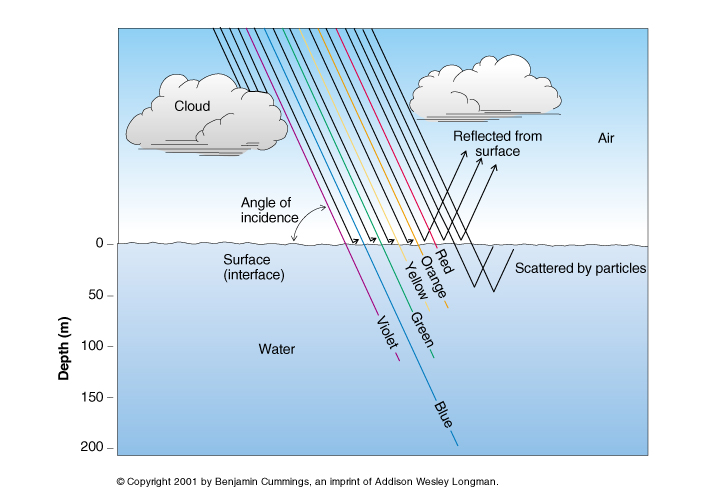 Cloud
Reflected from
surface
Air
Angle of
incidence
0
Surface
(interface)
Red
Orange
Yellow
Scattered by particles
50
Green
Violet
Depth (m)
100
Water
150
Blue
200
© Copyright 2001 by Benjamin Cummings, an imprint of Addison Wesley Longman.